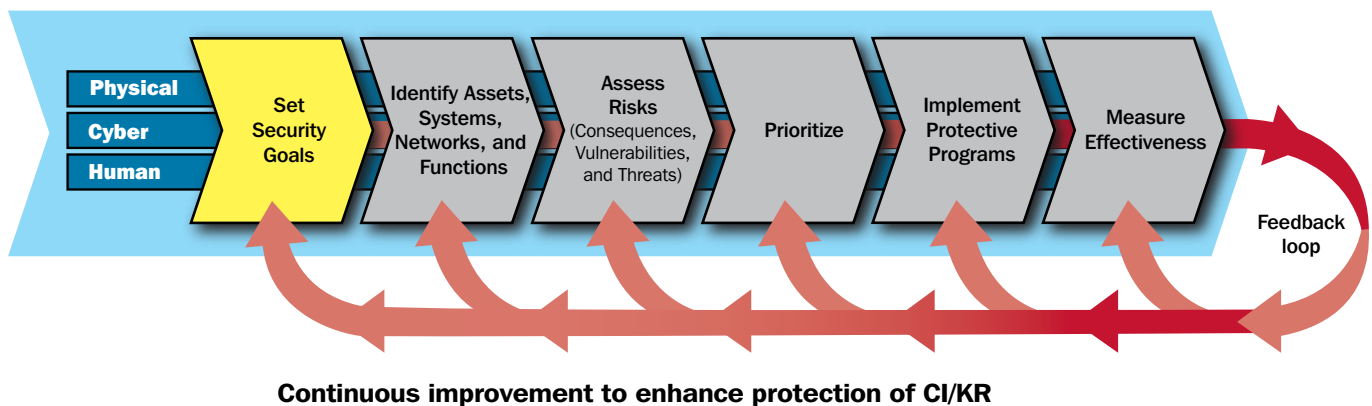 Physical
Cyber
Human
Set
Security
Goals
Identify Assets,
Systems,
Networks, and
Functions
Assess
Risks
(Consequences,
Vulnerabilities,
and Threats)
Prioritize
Implement
Protective
Programs
Measure
Effectiveness
Feedback
loop
Continuous improvement to enhance protection of CI/KR